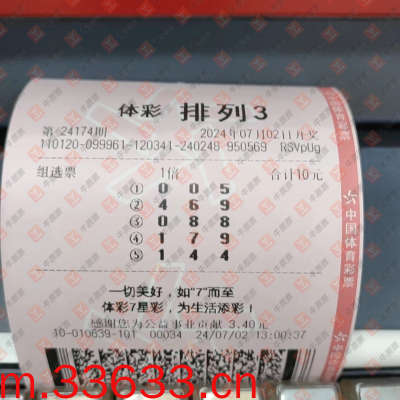 体彩 排列3
第24174期 2024年07月02日开奖
110120-099961-120341-240248 950569 RSVpUg
组选票 1倍 合计10元
① 0 0 5
② 4 6 9
③ 0 8 8
④ 1 7 9
⑤ 1 4 4
一切美好，如"7"而至
体彩7星彩，为生活添彩！
感谢您为公益事业贡献 3.40元
10-010639-101 00034 24/07/02 13:00:37
m.33633.cn
中国体育彩票